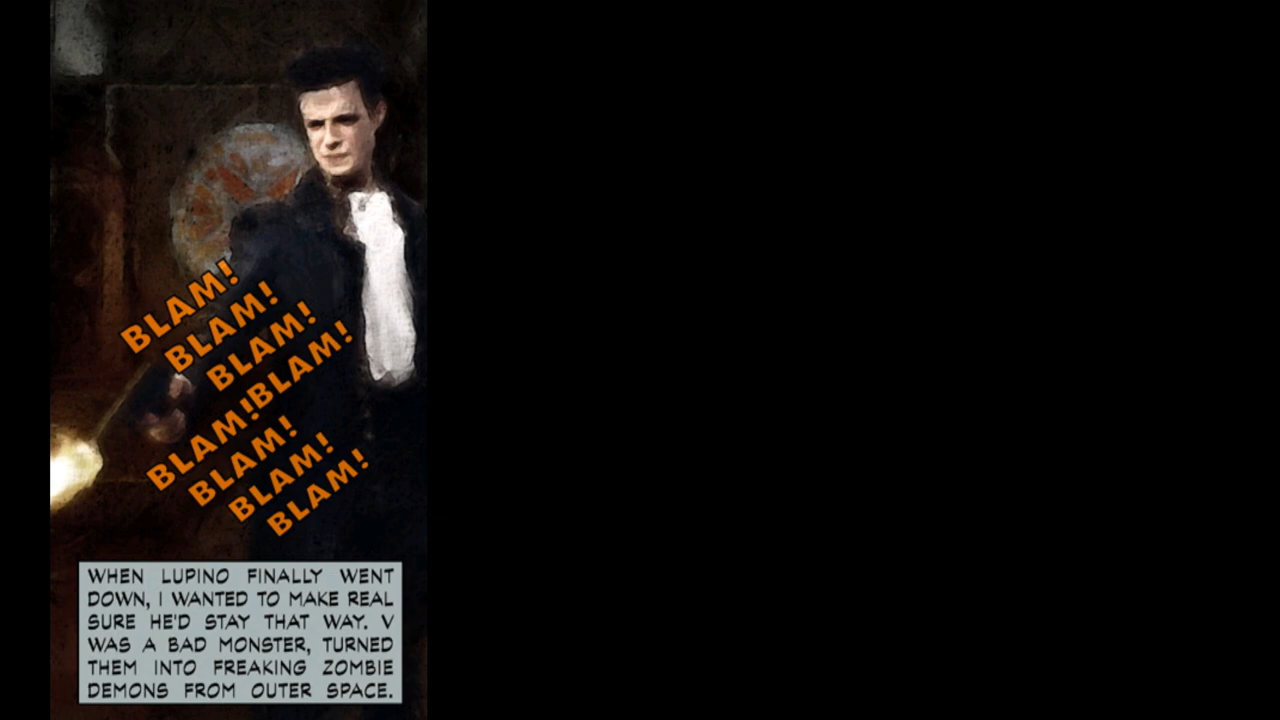 BLAM!
BLAM!
BLAM!
BLAM!
BLAM!
BLAM!
BLAM!
BLAM!
WHEN LUPINO FINALLY WENT
DOWN, I WANTED TO MAKE REAL
SURE HE'D STAY THAT WAY. V
WAS A BAD MONSTER, TURNED
THEM INTO FREAKING ZOMBIE
DEMONS FROM OUTER SPACE.